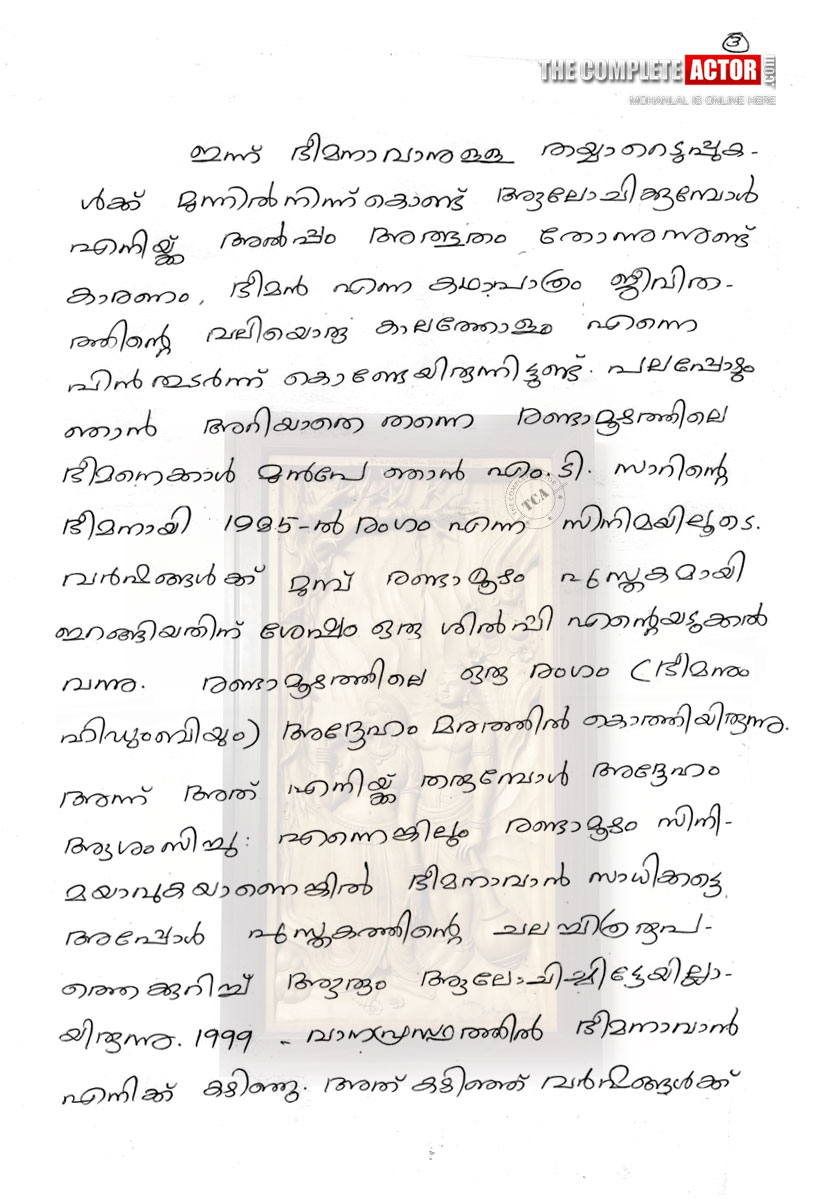 3
THE COMPLETE ACTOR .COM
MOHANLAL IS ONLINE HERE
ഇന്ന് ഭീമനാവാനുള്ള തയ്യാറെടുപ്പുക-
ൾക്ക് മുന്നിൽ നിന്ന് കൊണ്ട് ആലോചിക്കുമ്പോൾ
എനിയ്ക്ക് അൽപ്പം അത്ഭുതം തോന്നുന്നുണ്ട്
കാരണം, ഭീമൻ എന്ന കഥാപാത്രം ജീവിത-
ത്തിന്റെ വലിയൊരു കാലത്തോളം എന്നെ
പിൻതുടർന്ന് കൊണ്ടേയിരുന്നിട്ടുണ്ട്. പലപ്പോഴും
ഞാൻ അറിയാതെ തന്നെ രണ്ടാമൂഴത്തിലെ
ഭീമനെക്കാൾ മുൻപേ ഞാൻ എം.ടി. സാറിന്റെ
ഭീമനായി 1985-ൽ രംഗം എന്ന സിനിമയിലൂടെ.
വർഷങ്ങൾക്ക് മുമ്പ് രണ്ടാമൂഴം പുസ്തകമായി
ഇറങ്ങിയതിന് ശേഷം ഒരു ശിൽപ്പി എന്റെയടുക്കൽ
വന്നു. രണ്ടാമൂഴത്തിലെ ഒരു രംഗം (ഭീമനും
ഹിഡുംബിയും) അദ്ദേഹം മരത്തിൽ കൊത്തിയിരുന്നു.
അന്ന് അത് എനിയ്ക്ക് തരുമ്പോൾ അദ്ദേഹം
ആശംസിച്ചു: എന്നെങ്കിലും രണ്ടാമൂഴം സിനി-
മയാവുകയാണെങ്കിൽ ഭീമനാവാൻ സാധിക്കട്ടെ
അപ്പോൾ പുസ്തകത്തിന്റെ ചലച്ചിത്രരൂപ-
ത്തെക്കുറിച്ച് ആരും ആലോചിച്ചിട്ടേയില്ലാ-
യിരുന്നു. 1999 - വാനപ്രസ്ഥത്തിൽ ഭീമനാവാൻ
എനിക്ക് കഴിഞ്ഞു. അത് കഴിഞ്ഞ് വർഷങ്ങൾക്ക്
TCA